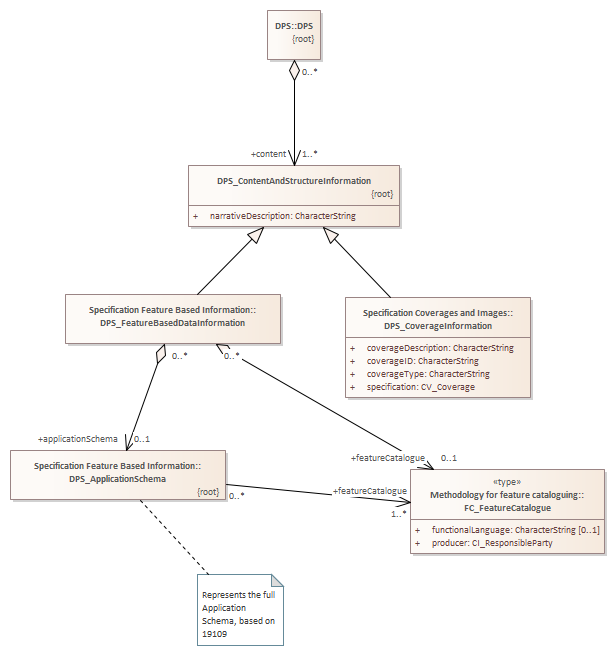 DPS::DPS
{root}
0..*
+content
1..*
DPS_ContentAndStructureInformation
{root}
+ narrativeDescription: CharacterString
Specification Feature Based Information::
DPS_FeatureBasedDataInformation
Specification Coverages and Images::
DPS_CoverageInformation
+ coverageDescription: CharacterString
+ coverageID: CharacterString
+ coverageType: CharacterString
+ specification: CV_Coverage
0..*
0..*
+applicationSchema
0..1
+featureCatalogue
0..1
Specification Feature Based Information::
DPS_ApplicationSchema
{root}
0..*
+featureCatalogue
1..*
«type»
Methodology for feature cataloguing::
FC_FeatureCatalogue
+ functionalLanguage: CharacterString [0..1]
+ producer: CI_ResponsibleParty
Represents the full
Application
Schema, based on
19109